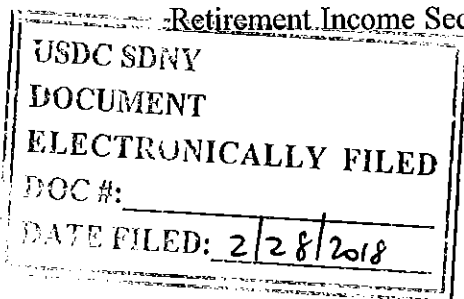 Retirement Income Sec
USDC SDNY
DOCUMENT
ELECTRONICALLY FILED
DOC #:
DATE FILED: 2/28/2018